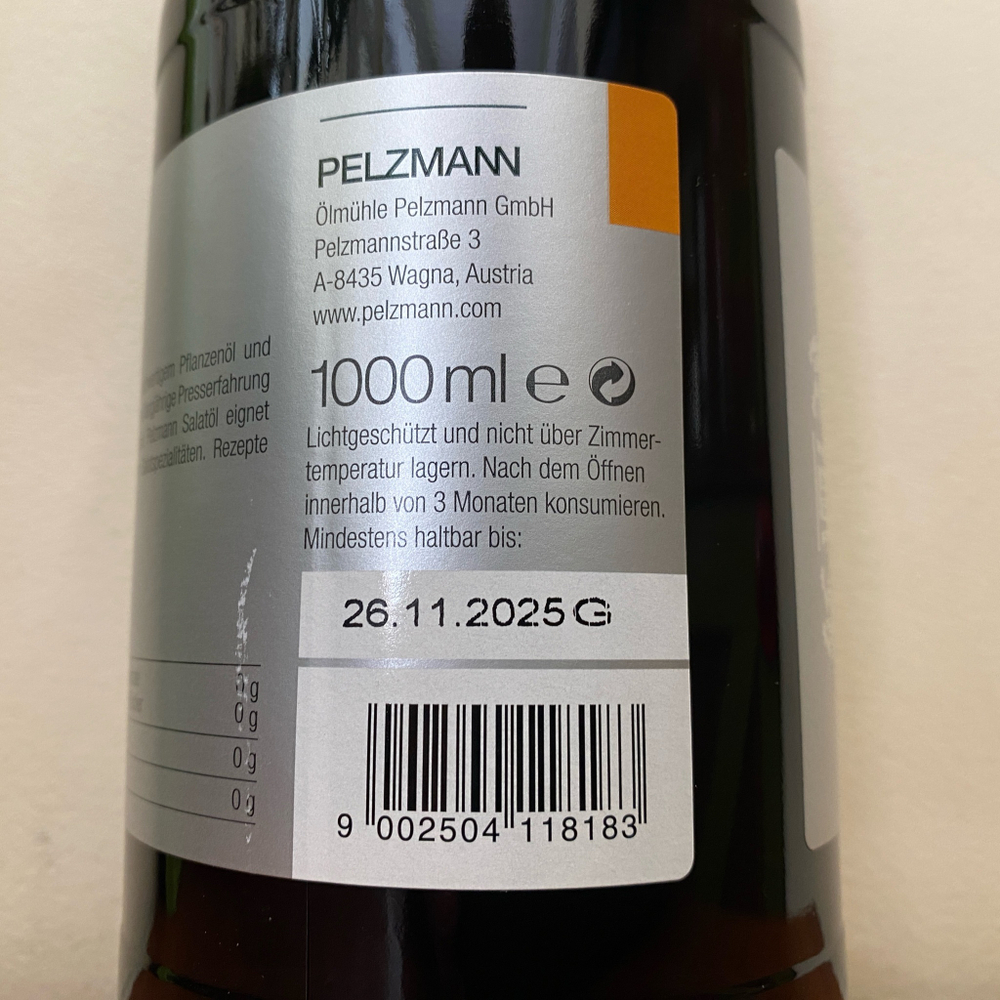 PELZMANN
Ölmühle Pelzmann GmbH
Pelzmannstraße 3
A-8435 Wagna, Austria
www.pelzmann.com
Pflanzenöl und
Presserfahrung
Salatöl eignet
Rezepte
1000 ml e
Lichtgeschützt und nicht über Zimmer-
temperatur lagern. Nach dem Öffnen
innerhalb von 3 Monaten konsumieren.
Mindestens haltbar bis:
26.11.2025 G
g
0 g
0 g
0 g
9 002504 118183